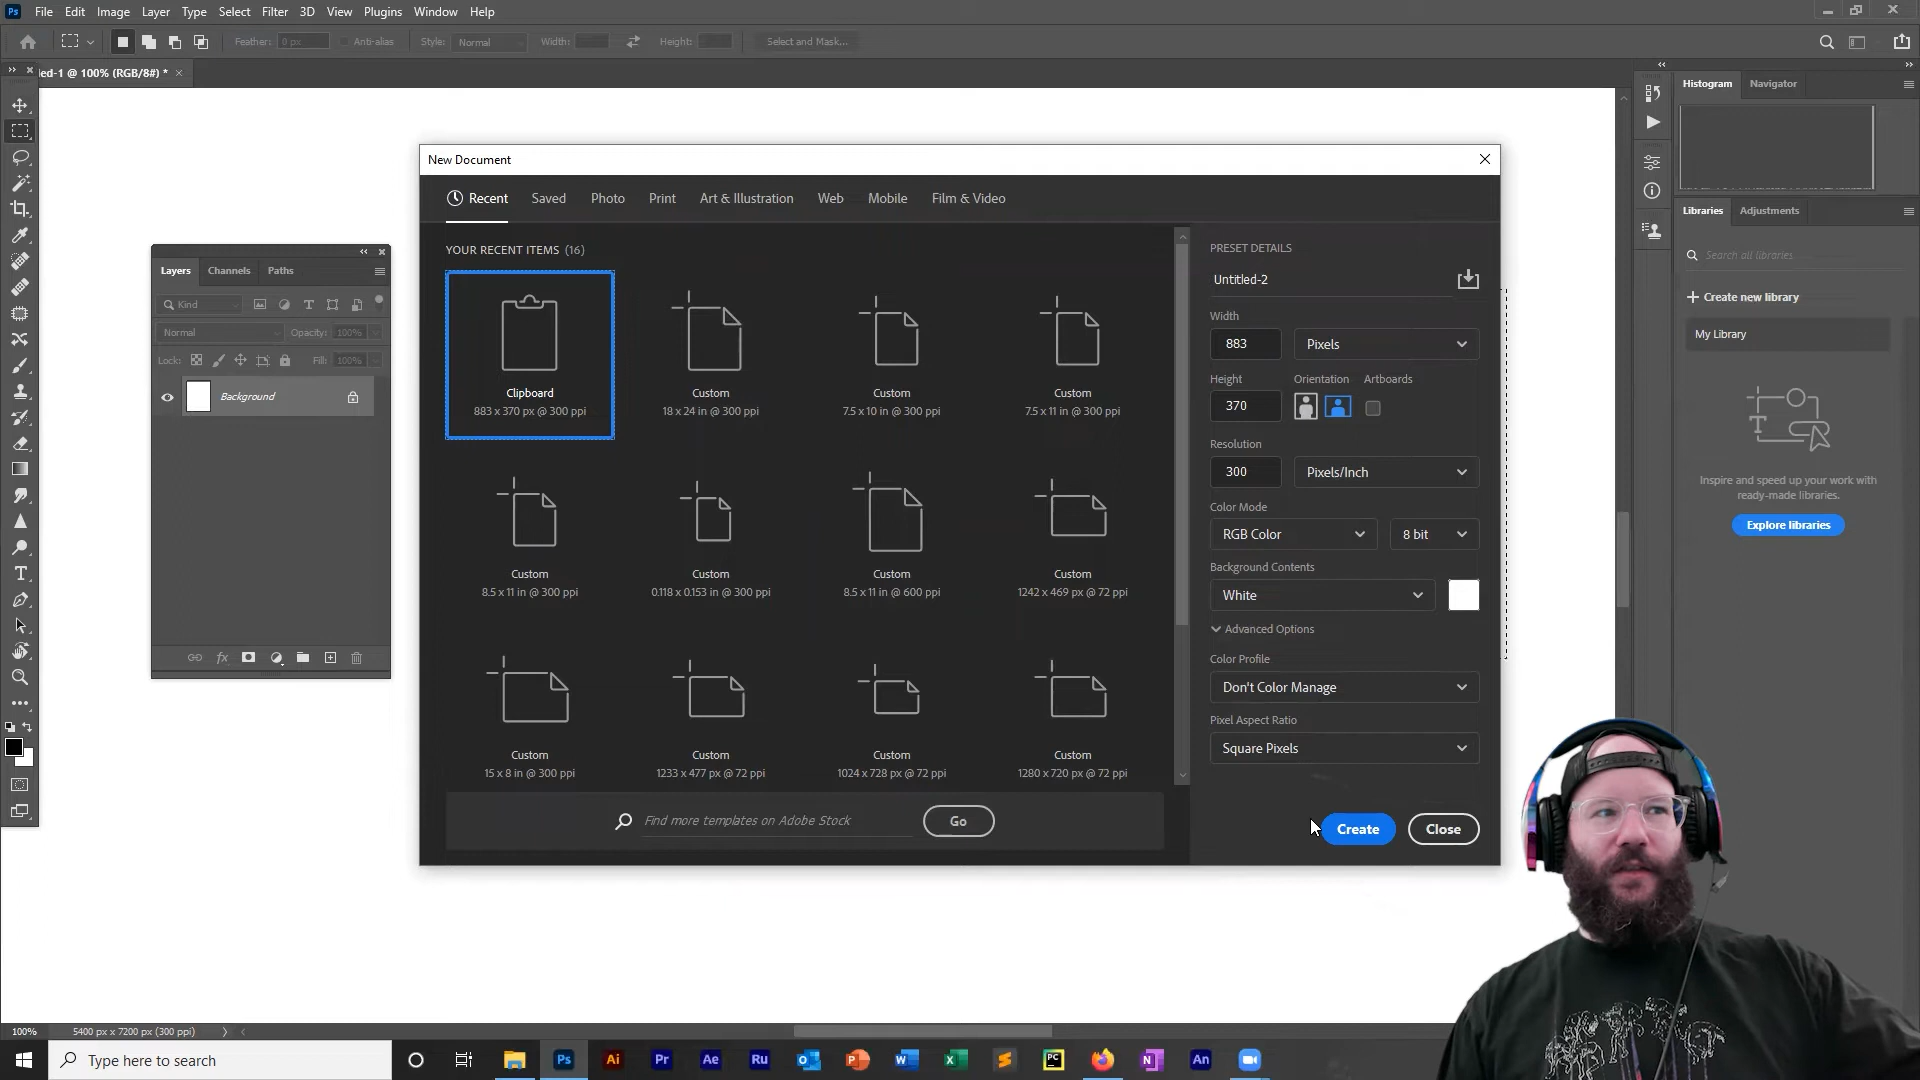 Ps File Edit Image Layer Type Select Filter 3D View Plugins Window Help
Feather: 0 px Anti-alias Style: Normal Width: Height: Select and Mask...
led-1 @ 100% (RGB/8#) *
Histogram Navigator
New Document
Recent Saved Photo Print Art & Illustration Web Mobile Film & Video
YOUR RECENT ITEMS (16)
Clipboard
883 x 370 px @ 300 ppi
Custom
18 x 24 in @ 300 ppi
Custom
7.5 x 10 in @ 300 ppi
Custom
7.5 x 11 in @ 300 ppi
Custom
8.5 x 11 in @ 300 ppi
Custom
0.118 x 0.153 in @ 300 ppi
Custom
8.5 x 11 in @ 600 ppi
Custom
1242 x 469 px @ 72 ppi
Custom
15 x 8 in @ 300 ppi
Custom
1233 x 477 px @ 72 ppi
Custom
1024 x 728 px @ 72 ppi
Custom
1280 x 720 px @ 72 ppi
Find more templates on Adobe Stock Go
PRESET DETAILS
Untitled-2
Width
883 Pixels
Height Orientation Artboards
370
Resolution
300 Pixels/Inch
Color Mode
RGB Color 8 bit
Background Contents
White
Advanced Options
Color Profile
Don't Color Manage
Pixel Aspect Ratio
Square Pixels
Create Close
Layers Channels Paths
Kind
Normal Opacity: 100%
Lock: Fill: 100%
Background
fx
Libraries Adjustments
Search all libraries...
Create new library
My Library
Inspire and speed up your work with
ready-made libraries.
Explore libraries
100% 5400 px x 7200 px (300 ppi)
Type here to search
Ps Ai Pr Ae Ru PC An